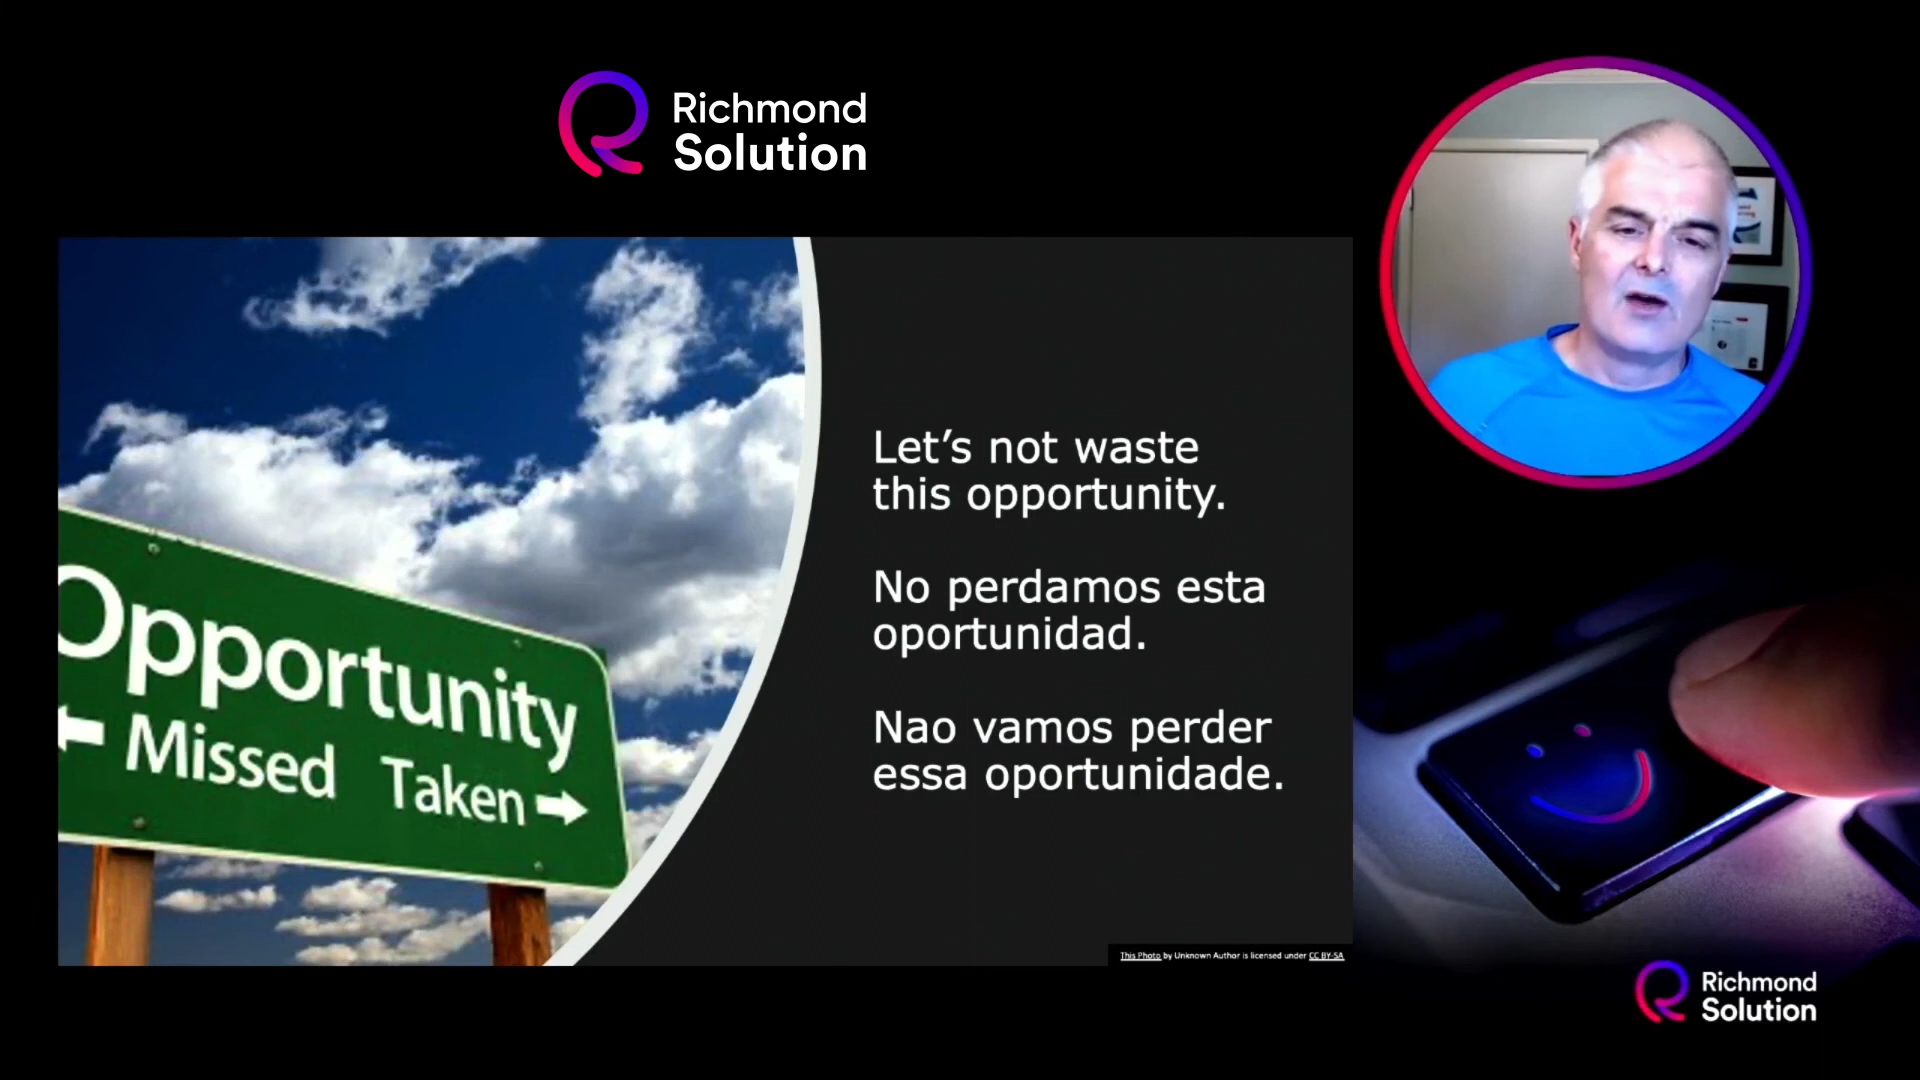 Richmond
Solution
Opportunity
Missed Taken
Let's not waste
this opportunity.
No perdamos esta
oportunidad.
Nao vamos perder
essa oportunidade.
This Photo by Unknown Author is licensed under CC BY-SA
Richmond
Solution